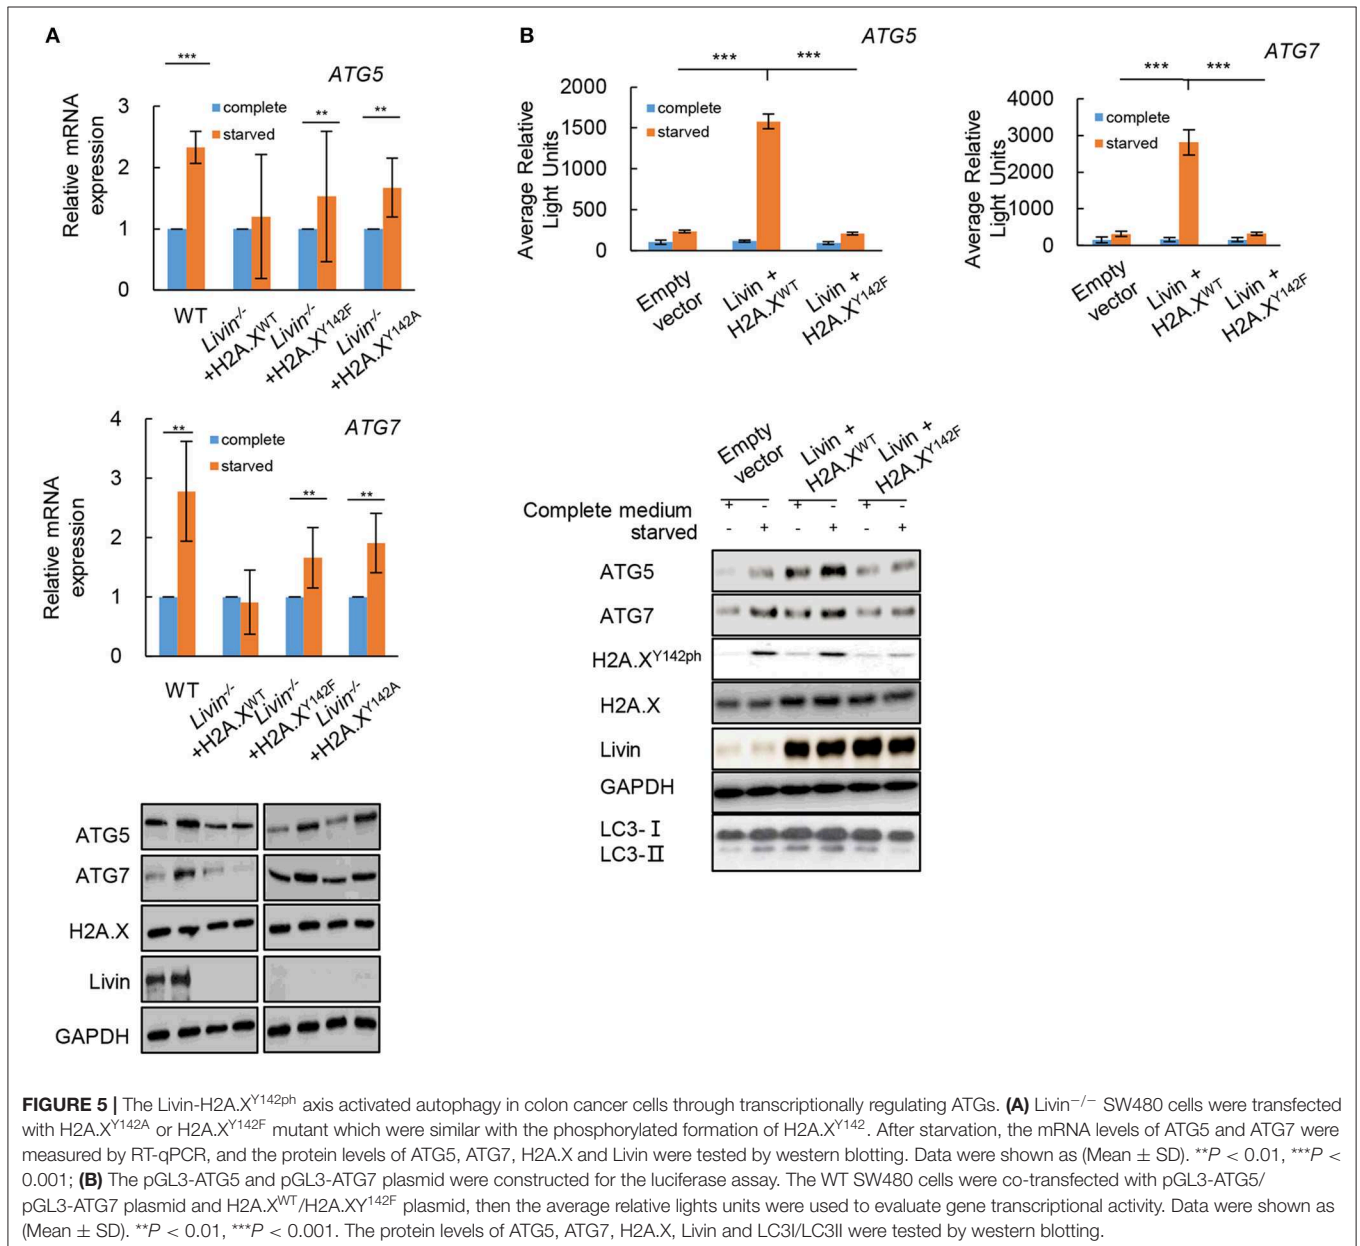 A
***
ATG5
complete
starved
Relative mRNA
expression
3
2
1
0
**
**
WT
Livin-/-
+H2A.XWT
Livin-/-
+H2A.XY142F
Livin-/-
+H2A.XY142A
ATG7
complete
starved
Relative mRNA
expression
4
3
2
1
0
**
**
**
WT
Livin-/-
+H2A.XWT
Livin-/-
+H2A.XY142F
Livin-/-
+H2A.XY142A
ATG5
ATG7
H2A.X
Livin
GAPDH
B
ATG5
***
***
complete
starved
Average Relative
Light Units
2000
1500
1000
500
0
Empty
vector
Livin +
H2A.XWT
Livin +
H2A.XY142F
ATG7
***
***
complete
starved
Average Relative
Light Units
4000
3000
2000
1000
0
Empty
vector
Livin +
H2A.XWT
Livin +
H2A.XY142F
Empty
vector
Livin +
H2A.XWT
Livin +
H2A.XY142F
Complete medium + - + - + -
starved - + - + - +
ATG5
ATG7
H2A.XY142ph
H2A.X
Livin
GAPDH
LC3-Ⅰ
LC3-Ⅱ
FIGURE 5 | The Livin-H2A.XY142ph axis activated autophagy in colon cancer cells through transcriptionally regulating ATGs. (A) Livin−/− SW480 cells were transfected
with H2A.XY142A or H2A.XY142F mutant which were similar with the phosphorylated formation of H2A.XY142. After starvation, the mRNA levels of ATG5 and ATG7 were
measured by RT-qPCR, and the protein levels of ATG5, ATG7, H2A.X and Livin were tested by western blotting. Data were shown as (Mean ± SD). **P < 0.01, ***P <
0.001; (B) The pGL3-ATG5 and pGL3-ATG7 plasmid were constructed for the luciferase assay. The WT SW480 cells were co-transfected with pGL3-ATG5/
pGL3-ATG7 plasmid and H2A.XWT/H2A.XY142F plasmid, then the average relative lights units were used to evaluate gene transcriptional activity. Data were shown as
(Mean ± SD). **P < 0.01, ***P < 0.001. The protein levels of ATG5, ATG7, H2A.X, Livin and LC3I/LC3II were tested by western blotting.